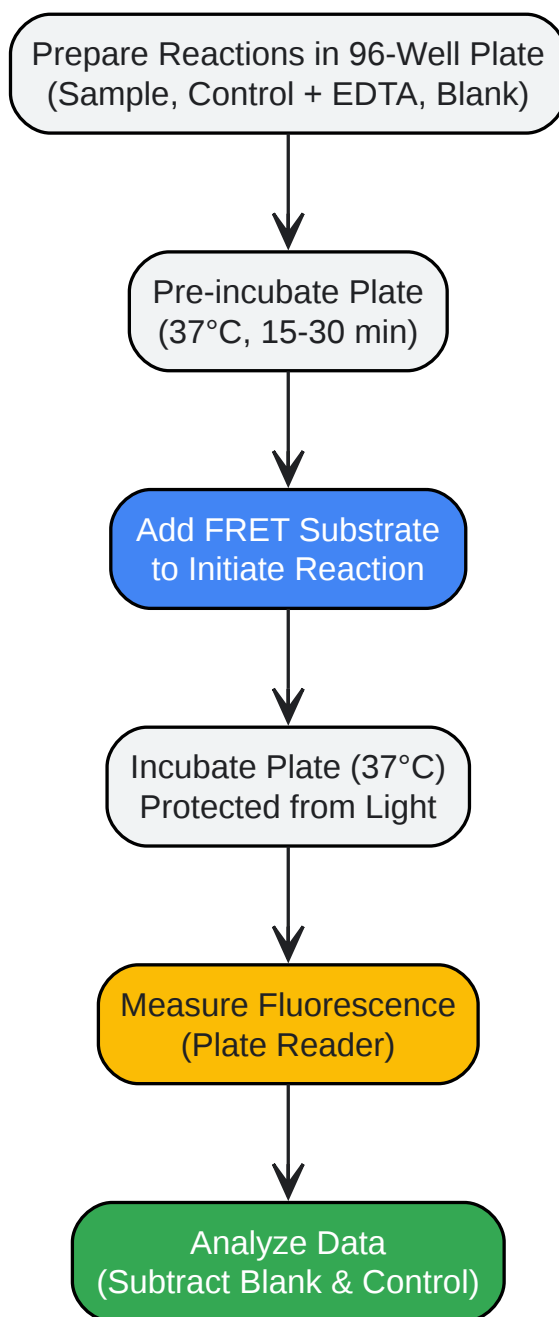 Prepare Reactions in 96-Well Plate
(Sample, Control + EDTA, Blank)
Pre-incubate Plate
(37°C, 15-30 min)
Add FRET Substrate
to Initiate Reaction
Incubate Plate (37°C)
Protected from Light
Measure Fluorescence
(Plate Reader)
Analyze Data
(Subtract Blank & Control)